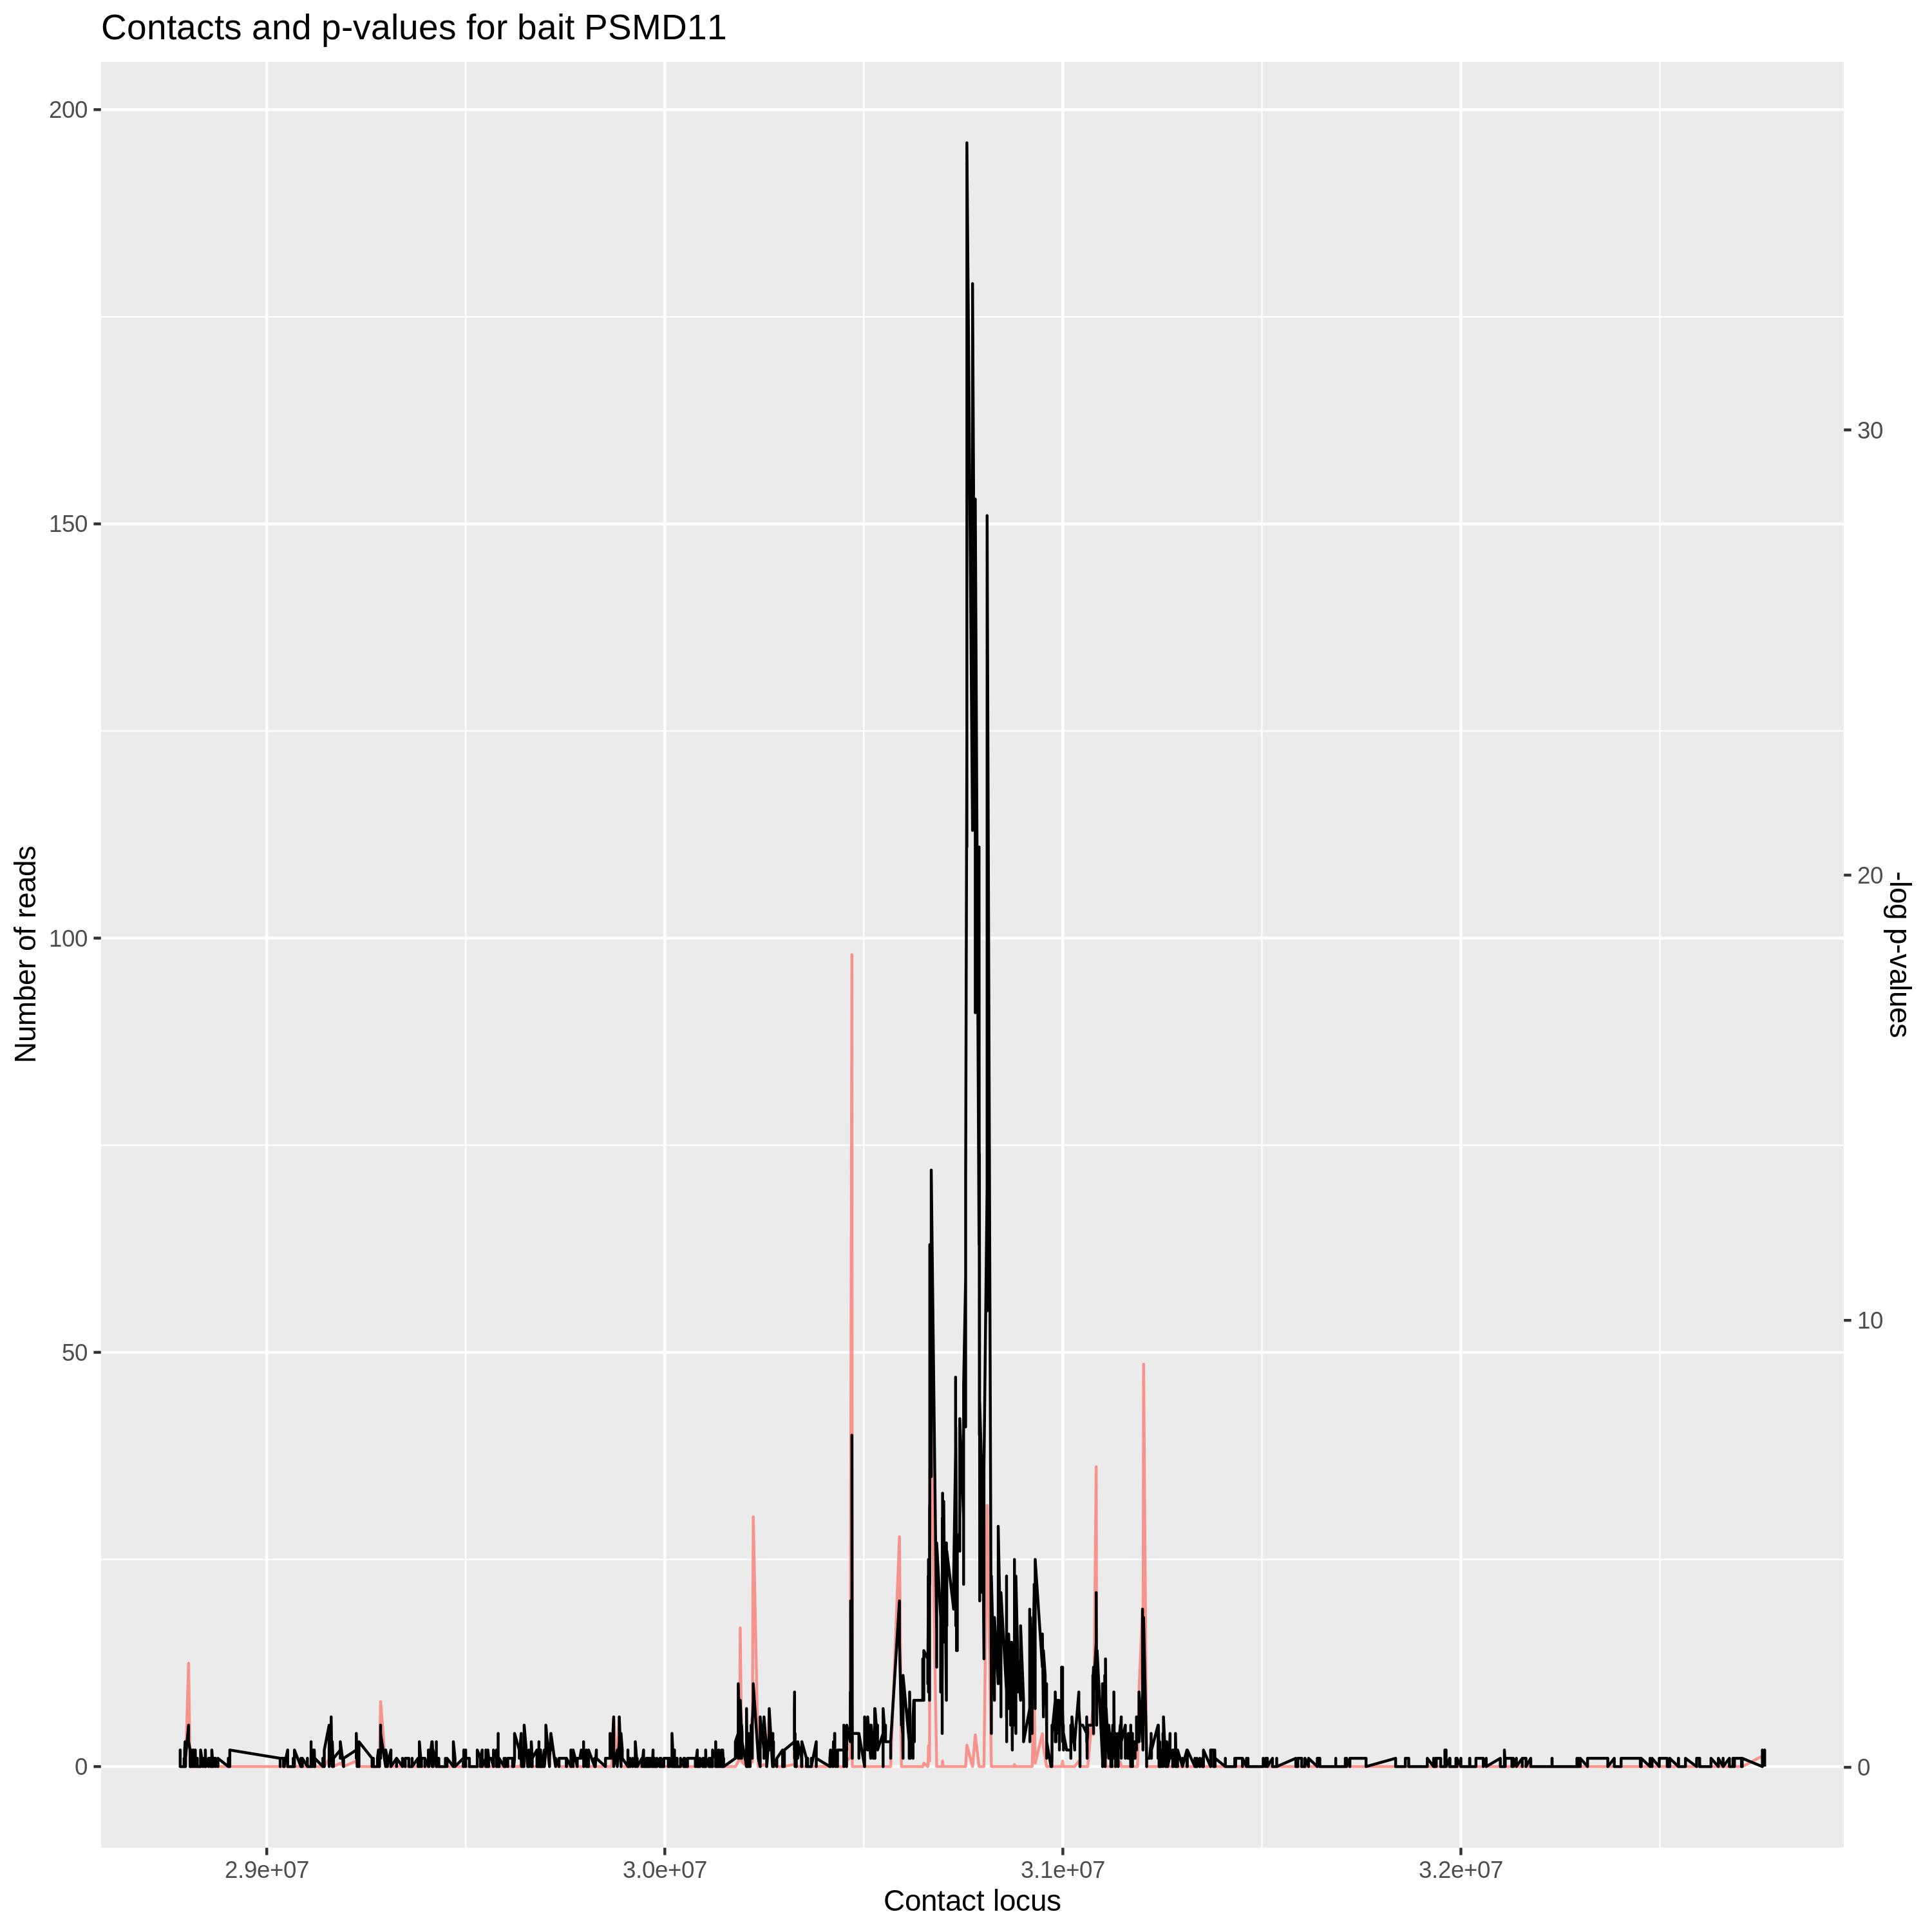 Contacts and p-values for bait PSMD11
200
150
100
50
0
Number of reads
30
20
10
0
-log p-values
2.9e+07
3.0e+07
3.1e+07
3.2e+07
Contact locus